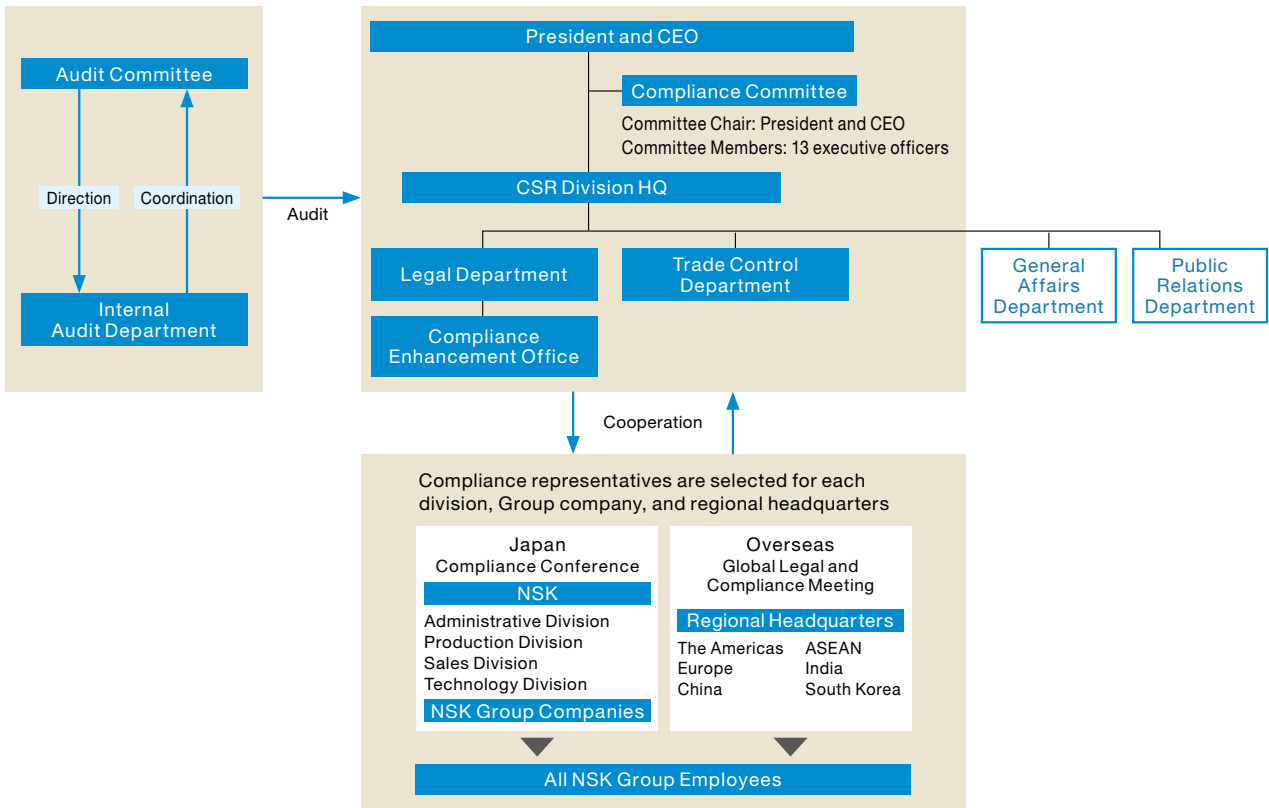 Audit Committee
Direction
Coordination
Internal
Audit Department
Audit
President and CEO
Compliance Committee
Committee Chair: President and CEO
Committee Members: 13 executive officers
CSR Division HQ
Legal Department
Trade Control
Department
General
Affairs
Department
Public
Relations
Department
Compliance
Enhancement Office
Cooperation
Compliance representatives are selected for each
division, Group company, and regional headquarters
Japan
Compliance Conference
NSK
Administrative Division
Production Division
Sales Division
Technology Division
NSK Group Companies
Overseas
Global Legal and
Compliance Meeting
Regional Headquarters
The Americas
Europe
China
ASEAN
India
South Korea
All NSK Group Employees